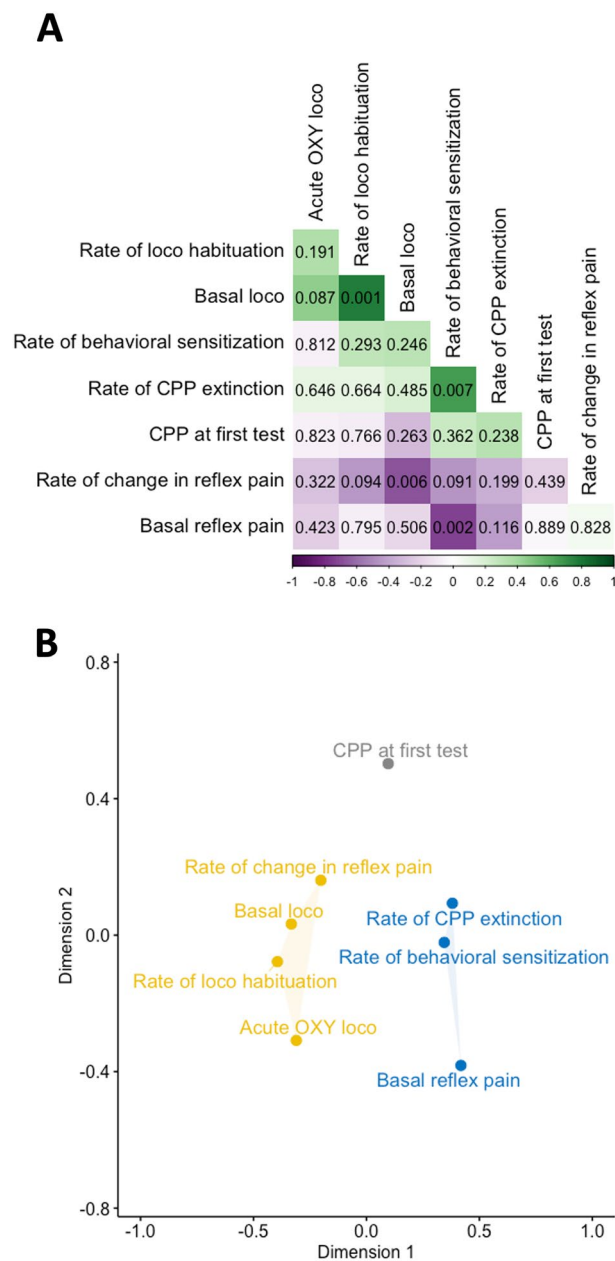 A
Acute OXY loco
Rate of loco habituation
Basal loco
Rate of behavioral sensitization
Rate of CPP extinction
CPP at first test
Rate of change in reflex pain
Rate of loco habituation 0.191
Basal loco 0.087 0.001
Rate of behavioral sensitization 0.812 0.293 0.246
Rate of CPP extinction 0.646 0.664 0.485 0.007
CPP at first test 0.823 0.766 0.263 0.362 0.238
Rate of change in reflex pain 0.322 0.094 0.006 0.091 0.199 0.439
Basal reflex pain 0.423 0.795 0.506 0.002 0.116 0.889 0.828
-1 -0.8 -0.6 -0.4 -0.2 0 0.2 0.4 0.6 0.8 1
B
0.8
CPP at first test
0.4
Rate of change in reflex pain
Basal loco
Rate of CPP extinction
0.0
Rate of behavioral sensitization
Rate of loco habituation
Acute OXY loco
-0.4
Basal reflex pain
-0.8
Dimension 2
-1.0 -0.5 0.0 0.5 1.0
Dimension 1